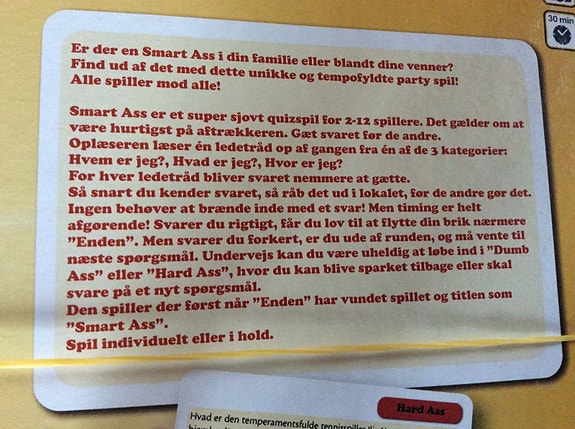 30 min
Er der en Smart Ass i din familie eller blandt dine venner?
Find ud af det med dette unikke og tempofyldte party spil!
Alle spiller mod alle!
Smart Ass er et super sjovt quizspil for 2-12 spillere. Det gælder om at
være hurtigst på aftrækkeren. Gæt svaret før de andre.
Oplæseren læser én ledetråd op af gangen fra én af de 3 kategorier:
Hvem er jeg?, Hvad er jeg?, Hvor er jeg?
For hver ledetråd bliver svaret nemmere at gætte.
Så snart du kender svaret, så råb det ud i lokalet, før de andre gør det.
Ingen behøver at brænde inde med et svar! Men timing er helt
afgørende! Svarer du rigtigt, får du lov til at flytte din brik nærmere
”Enden”. Men svarer du forkert, er du ude af runden, og må vente til
næste spørgsmål. Undervejs kan du være uheldig at løbe ind i ”Dumb
Ass” eller ”Hard Ass”, hvor du kan blive sparket tilbage eller skal
svare på et nyt spørgsmål.
Den spiller der først når ”Enden” har vundet spillet og titlen som
”Smart Ass”.
Spil individuelt eller i hold.
Hard Ass
Hvad er den temperamentsfulde tennisspiller